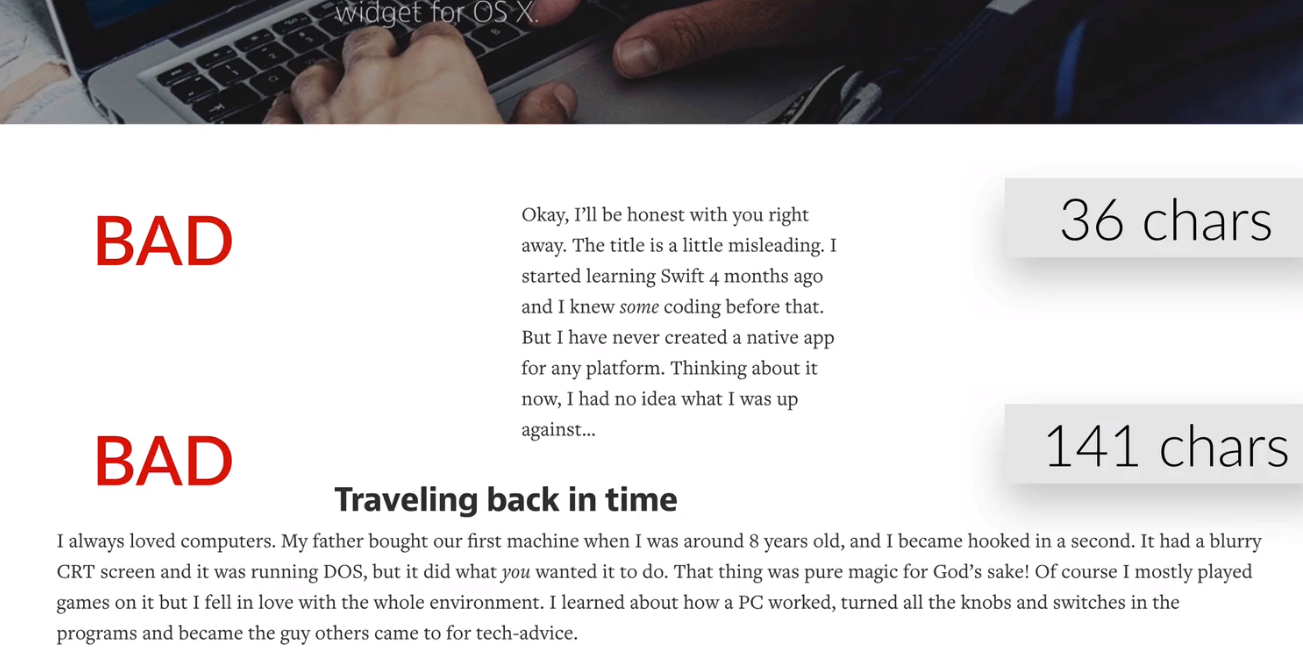 widget for OS X.
BAD
Okay, I’ll be honest with you right
away. The title is a little misleading. I
started learning Swift 4 months ago
and I knew some coding before that.
But I have never created a native app
for any platform. Thinking about it
now, I had no idea what I was up
against...
36 chars
BAD
141 chars
Traveling back in time
I always loved computers. My father bought our first machine when I was around 8 years old, and I became hooked in a second. It had a blurry
CRT screen and it was running DOS, but it did what you wanted it to do. That thing was pure magic for God’s sake! Of course I mostly played
games on it but I fell in love with the whole environment. I learned about how a PC worked, turned all the knobs and switches in the
programs and became the guy others came to for tech-advice.